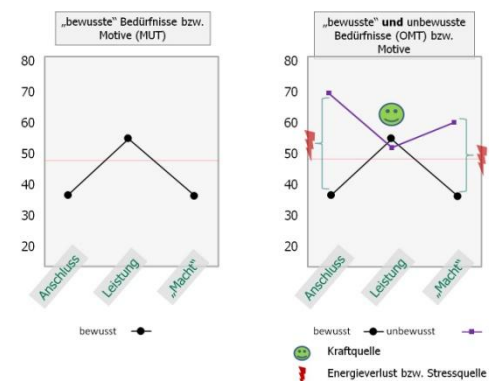 „bewusste“ Bedürfnisse bzw.
Motive (MUT)
80
70
60
50
40
30
20
Anschluss
Leistung
„Macht“
bewusst
„bewusste“ und unbewusste
Bedürfnisse (OMT) bzw.
Motive
80
70
60
50
40
30
20
Anschluss
Leistung
„Macht“
bewusst unbewusst
Kraftquelle
Energieverlust bzw. Stressquelle